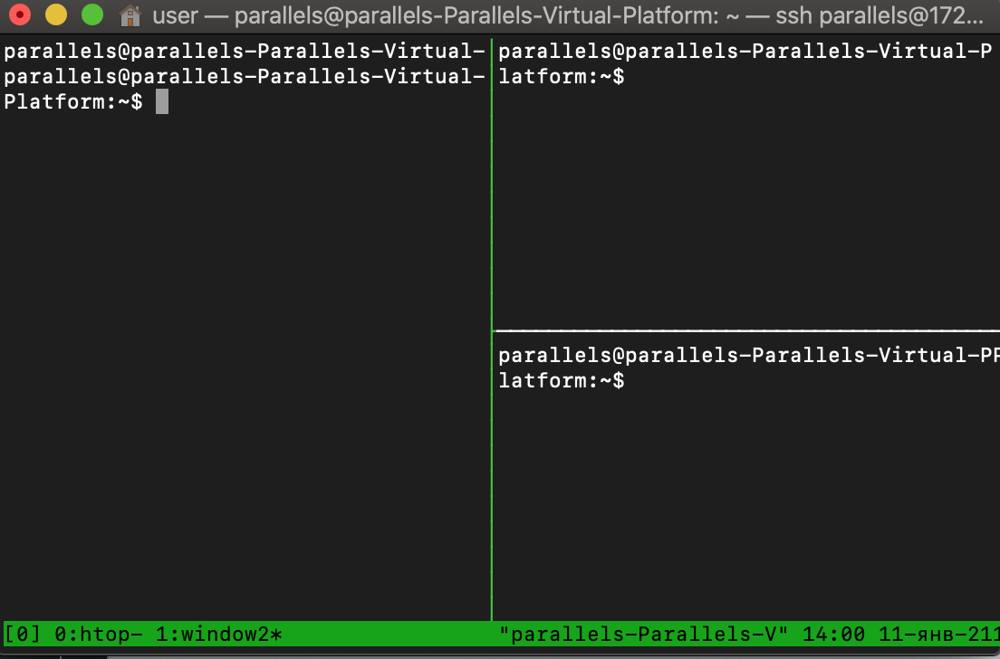 user — parallels@parallels-Parallels-Virtual-Platform: ~ — ssh parallels@172...
parallels@parallels-Parallels-Virtual-
parallels@parallels-Parallels-Virtual-
Platform:~$
parallels@parallels-Parallels-Virtual-P
latform:~$
parallels@parallels-Parallels-Virtual-PP
latform:~$
[0] 0:htop- 1:window2* "parallels-Parallels-V" 14:00 11-янв-211